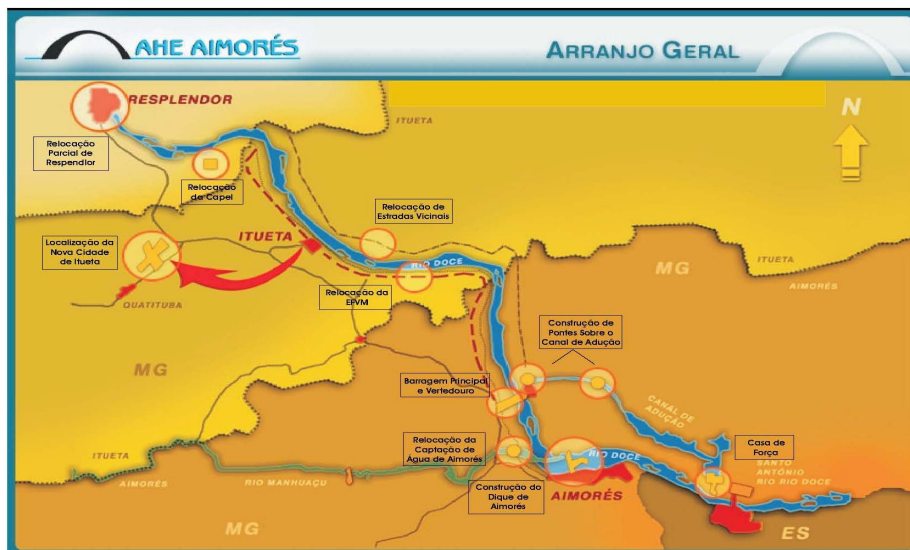 AHE AIMORÉS
ARRANJO GERAL
RESPLENDOR
ITUETA
N
Relocação
Parcial de
Resplendor
Relocação
da Capel
Relocação de
Estradas Vicinais
Localização da
Nova Cidade
de Itueta
ITUETA
RIO DOCE
MG
ITUETA
AIMORÉS
QUATITUBA
Relocação da
EFVM
Construção de
Pontes Sobre o
Canal de Adução
MG
Barragem Principal
e Vertedouro
CANAL DE
ADUÇÃO
Relocação da
Captação de
Água de Aimorés
Casa de
Força
ITUETA
AIMORÉS
RIO MANHUAÇU
RIO DOCE
SANTO
ANTÔNIO
RIO RIO DOCE
Construção do
Dique de
Aimorés
AIMORÉS
MG
ES